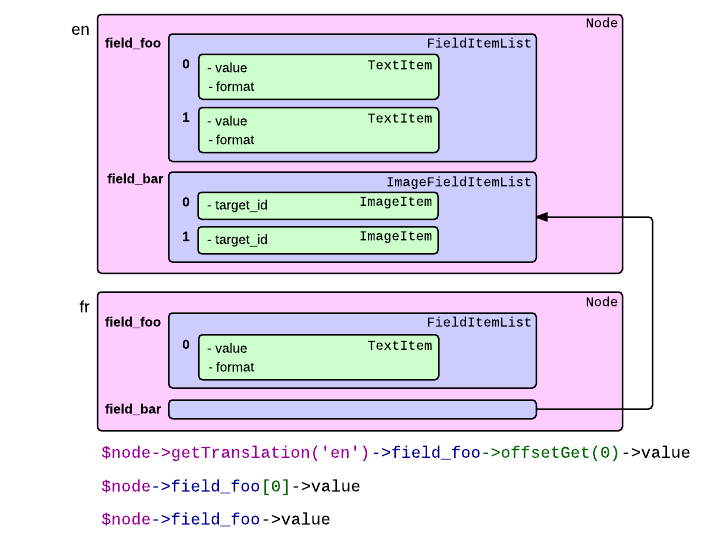 en
Node
field_foo
FieldItemList
0
- value
TextItem
- format
1
- value
TextItem
- format
field_bar
ImageFieldItemList
0
- target_id
ImageItem
1
- target_id
ImageItem
fr
Node
field_foo
FieldItemList
0
- value
TextItem
- format
field_bar
$node->getTranslation('en')->field_foo->offsetGet(0)->value
$node->field_foo[0]->value
$node->field_foo->value